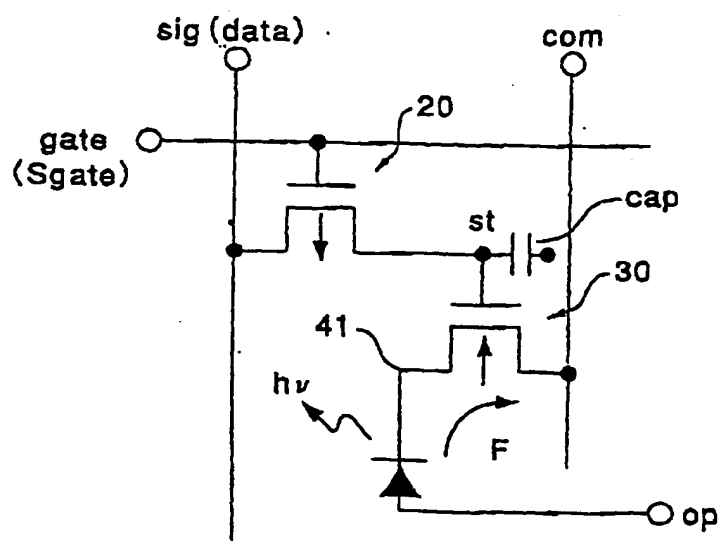 sig (data)
com
gate
(Sgate)
20
st
cap
30
41
hν
F
op